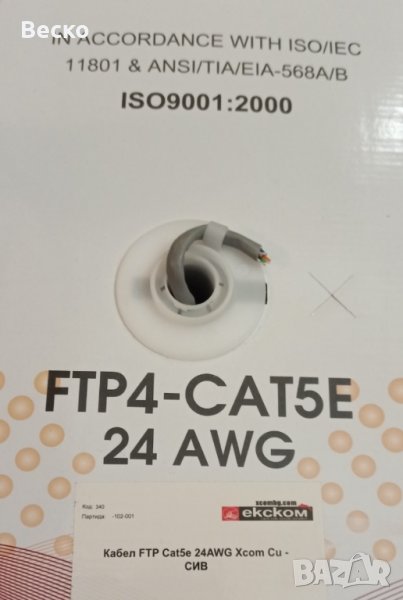 Веско
IN ACCORDANCE WITH ISO/IEC
11801 & ANSI/TIA/EIA-568A/B
ISO9001:2000
FTP4-CAT5E
24 AWG
Код: 340
Партида -102-001
xcombg.com
екском
Кабел FTP Cat5e 24AWG Xcom Cu -
СИВ
BAZAR